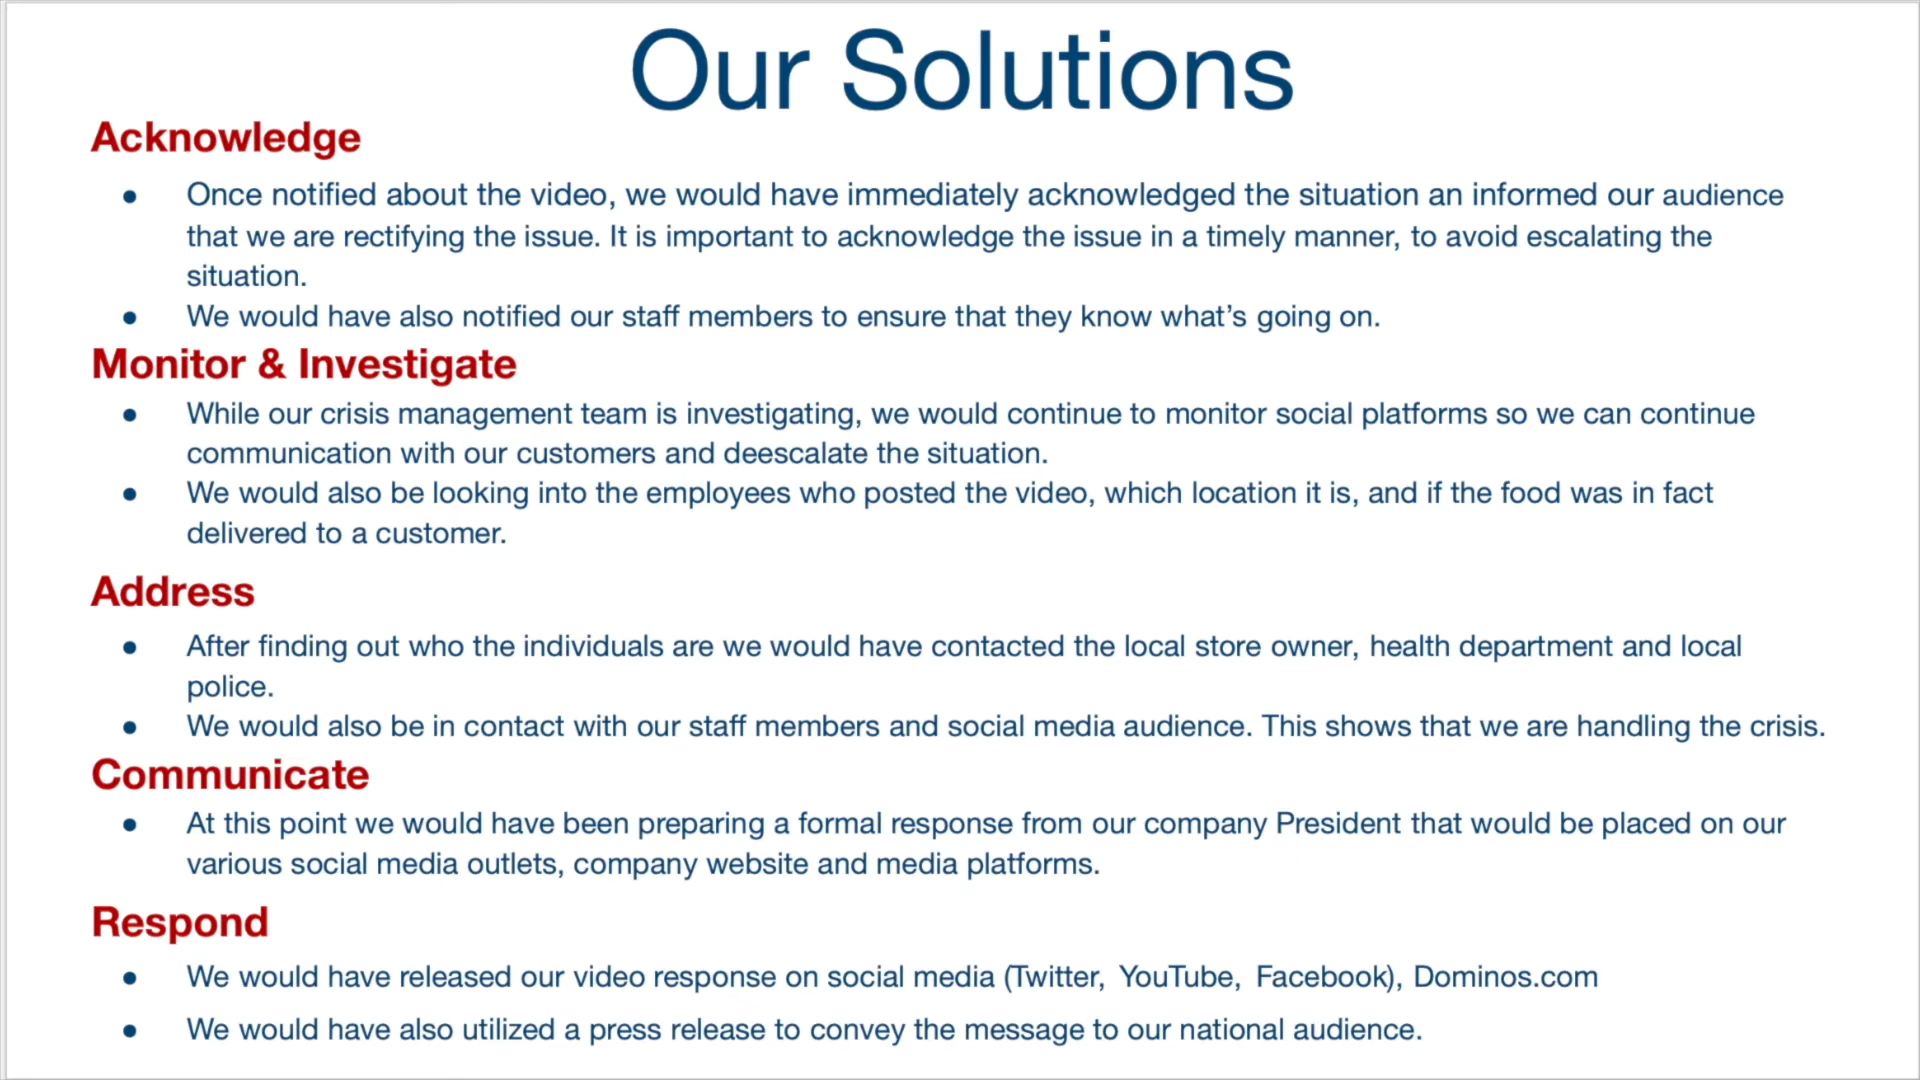 Our Solutions
Acknowledge
● Once notified about the video, we would have immediately acknowledged the situation an informed our audience
that we are rectifying the issue. It is important to acknowledge the issue in a timely manner, to avoid escalating the
situation.
● We would have also notified our staff members to ensure that they know what’s going on.
Monitor & Investigate
● While our crisis management team is investigating, we would continue to monitor social platforms so we can continue
communication with our customers and deescalate the situation.
● We would also be looking into the employees who posted the video, which location it is, and if the food was in fact
delivered to a customer.
Address
● After finding out who the individuals are we would have contacted the local store owner, health department and local
police.
● We would also be in contact with our staff members and social media audience. This shows that we are handling the crisis.
Communicate
● At this point we would have been preparing a formal response from our company President that would be placed on our
various social media outlets, company website and media platforms.
Respond
● We would have released our video response on social media (Twitter, YouTube, Facebook), Dominos.com
● We would have also utilized a press release to convey the message to our national audience.